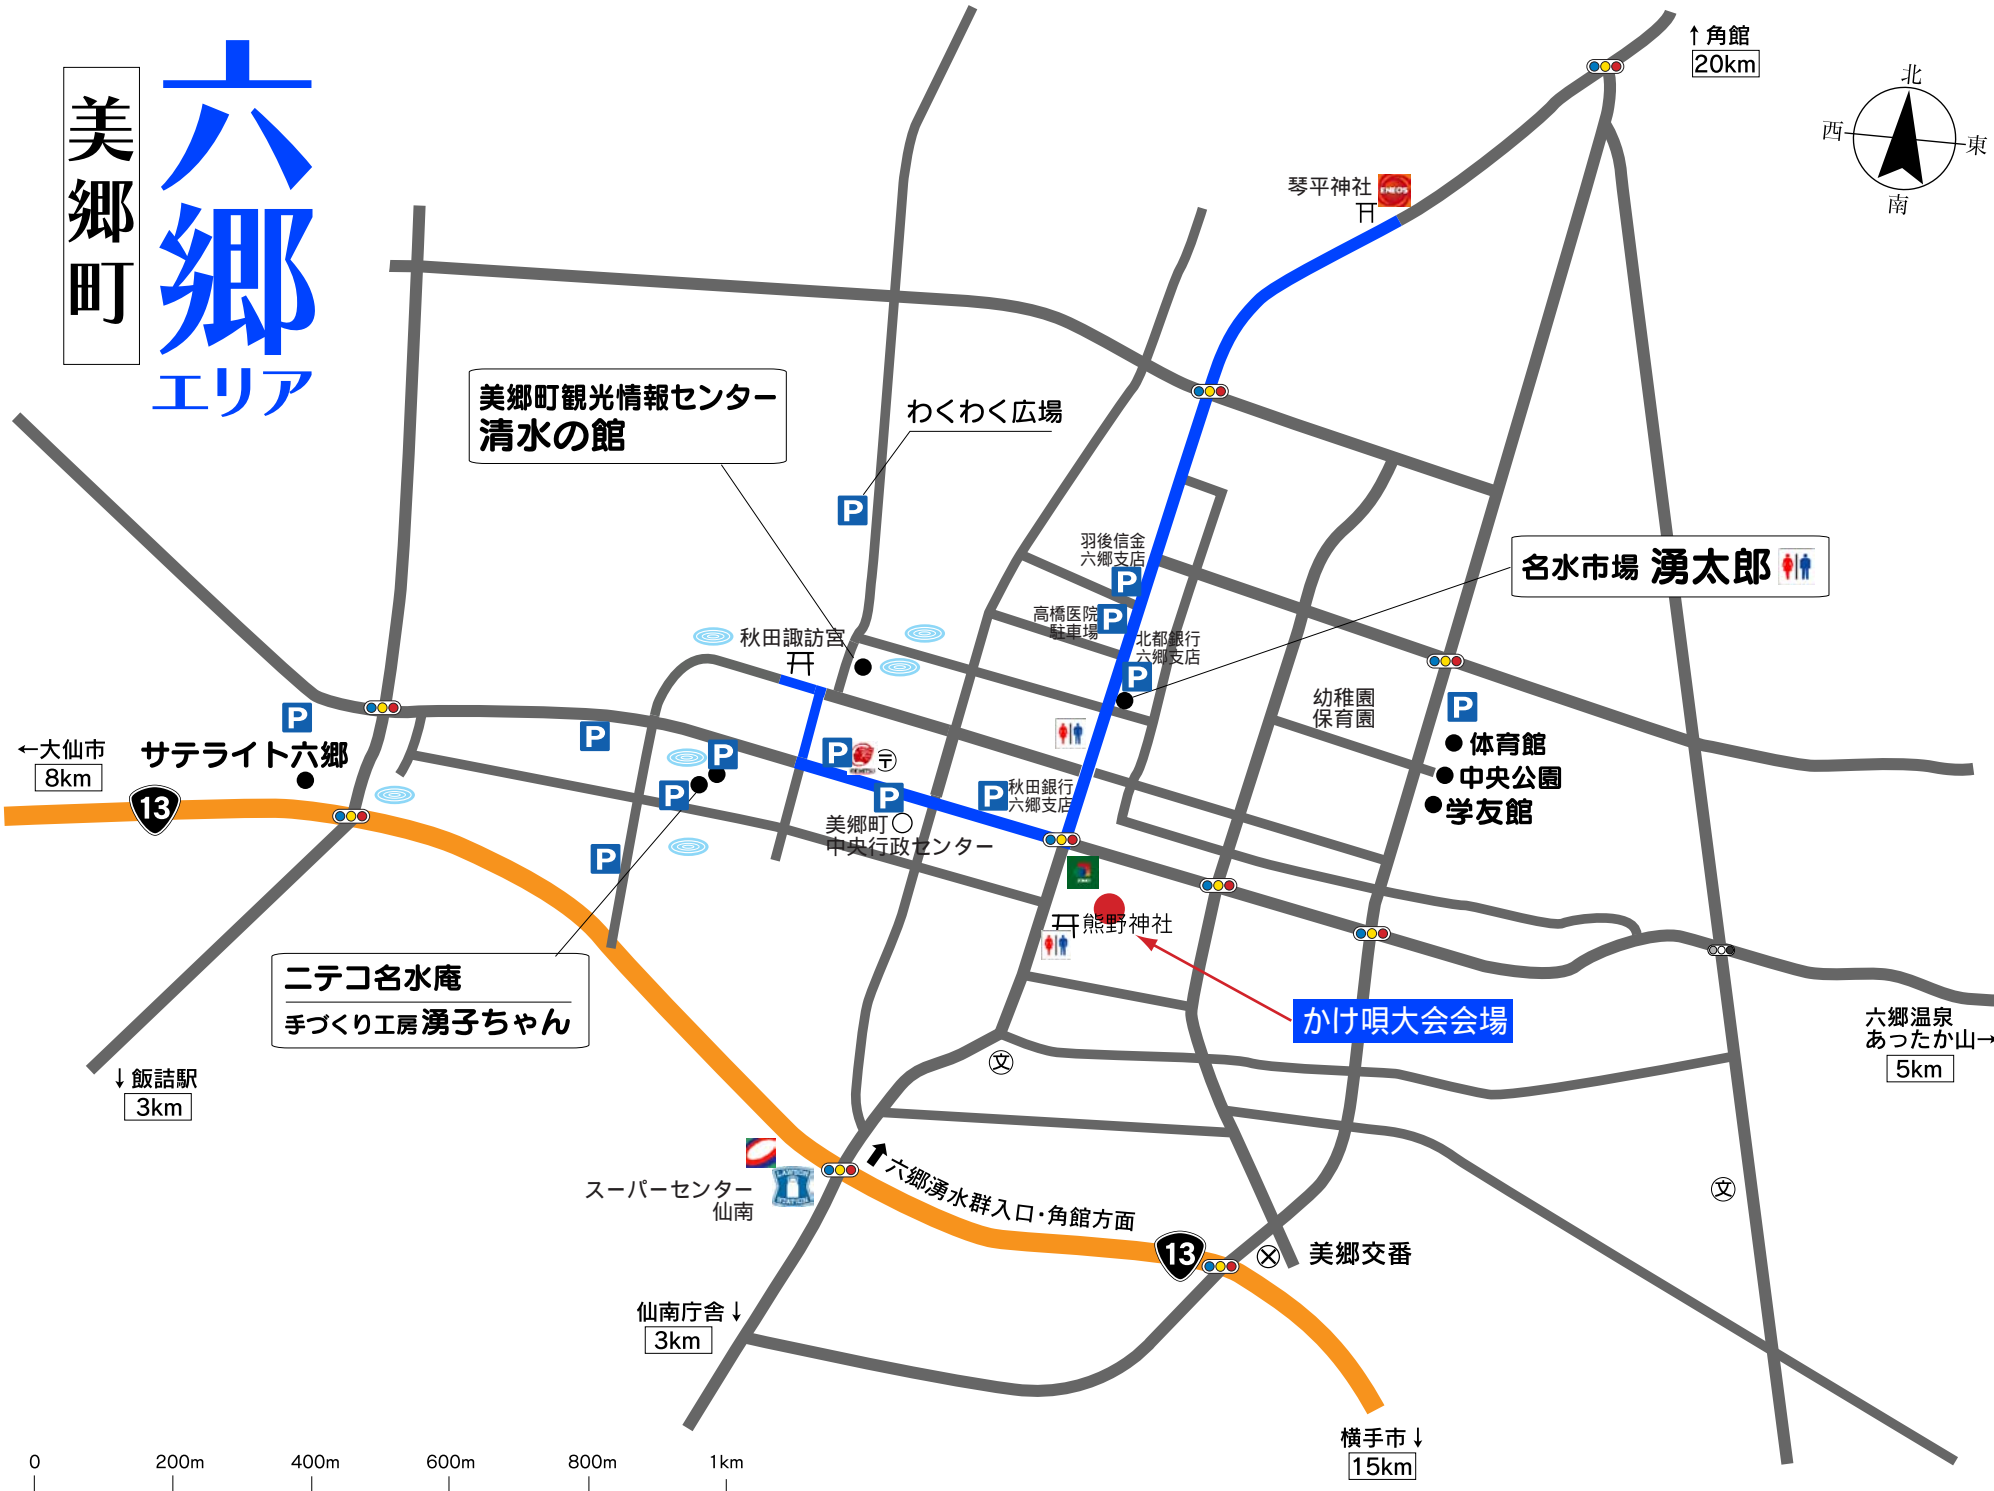 美郷町
六郷
エリア
↑角館
20km
北
西
東
南
琴平神社
ENEOS
美郷町観光情報センター
清水の館
わくわく広場
P
羽後信金
六郷支店
P
高橋医院
駐車場
P
北都銀行
六郷支店
P
名水市場 湧太郎
秋田諏訪宮
幼稚園
保育園
P
体育館
中央公園
学友館
←大仙市
8km
P
サテライト六郷
13
P
P
P
P
〒
P
P
秋田銀行
六郷支店
美郷町
中央行政センター
P
熊野神社
かけ唄大会会場
ニテコ名水庵
手づくり工房湧子ちゃん
六郷温泉
あったか山→
5km
↓飯詰駅
3km
文
文
スーパーセンター
仙南
LAWSON
STATION
六郷湧水群入口・角館方面
13
美郷交番
仙南庁舎↓
3km
横手市↓
15km
0 200m 400m 600m 800m 1km